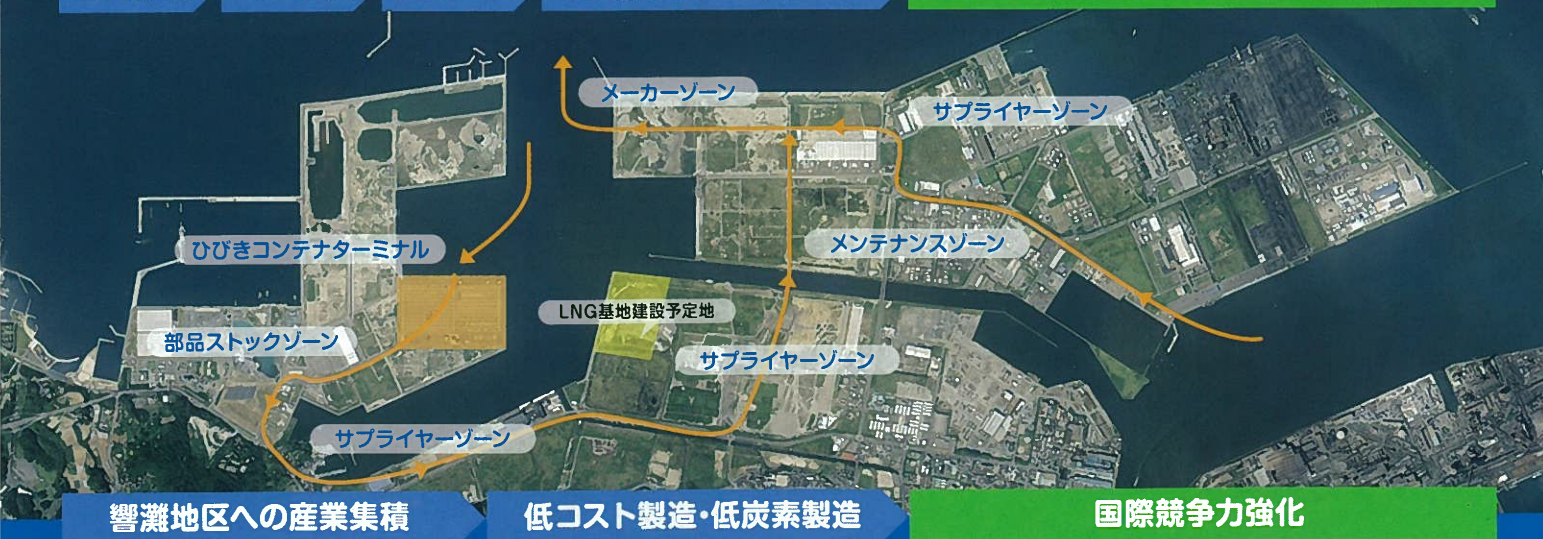 メーカーゾーン
サプライヤーゾーン
ひびきコンテナターミナル
メンテナンスゾーン
LNG基地建設予定地
部品ストックゾーン
サプライヤーゾーン
サプライヤーゾーン
響灘地区への産業集積
低コスト製造・低炭素製造
国際競争力強化